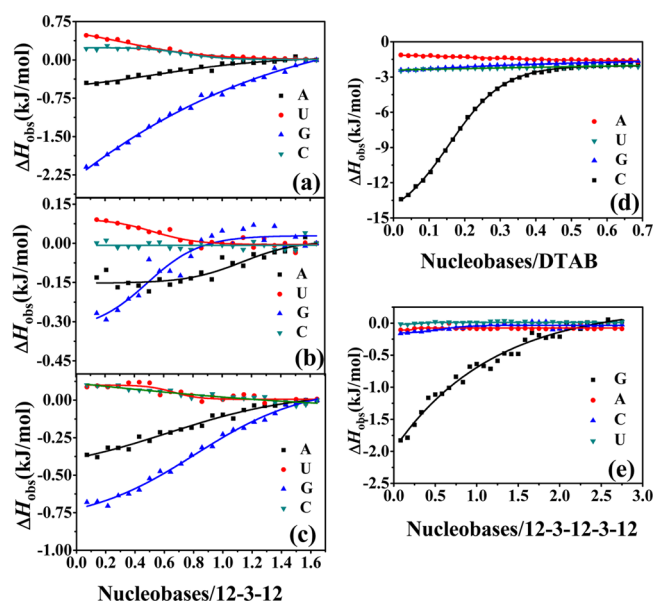 0.75
0.00
-0.75
-1.50
-2.25
ΔHobs(kJ/mol)
A
U
G
C
(a)
0.15
0.00
-0.15
-0.30
-0.45
ΔHobs(kJ/mol)
A
U
G
C
(b)
0.25
0.00
-0.25
-0.50
-0.75
-1.00
ΔHobs(kJ/mol)
A
U
G
C
(c)
0.0 0.2 0.4 0.6 0.8 1.0 1.2 1.4 1.6
Nucleobases/12-3-12
0
-3
-6
-9
-12
-15
ΔHobs(kJ/mol)
A
U
G
C
(d)
0.0 0.1 0.2 0.3 0.4 0.5 0.6 0.7
Nucleobases/DTAB
0.0
-0.5
-1.0
-1.5
-2.0
-2.5
ΔHobs(kJ/mol)
G
A
C
U
(e)
0.0 0.5 1.0 1.5 2.0 2.5 3.0
Nucleobases/12-3-12-3-12